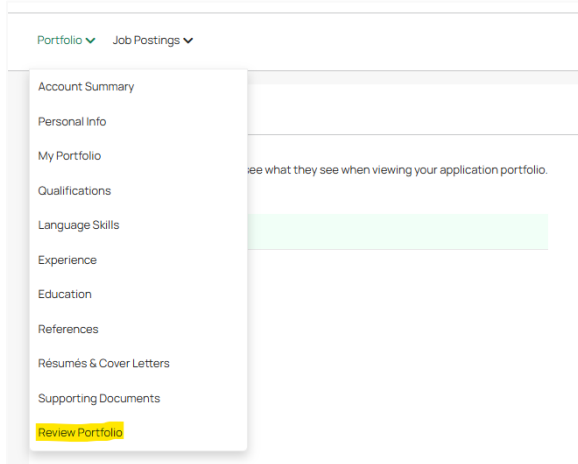 Portfolio Job Postings
Account Summary
Personal Info
My Portfolio
see what they see when viewing your application portfolio.
Qualifications
Language Skills
Experience
Education
References
Résumés & Cover Letters
Supporting Documents
Review Portfolio